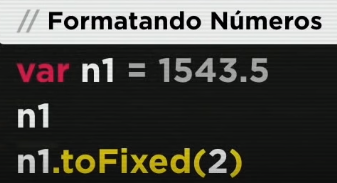 // Formatando Números
var n1 = 1543.5
n1
n1.toFixed(2)